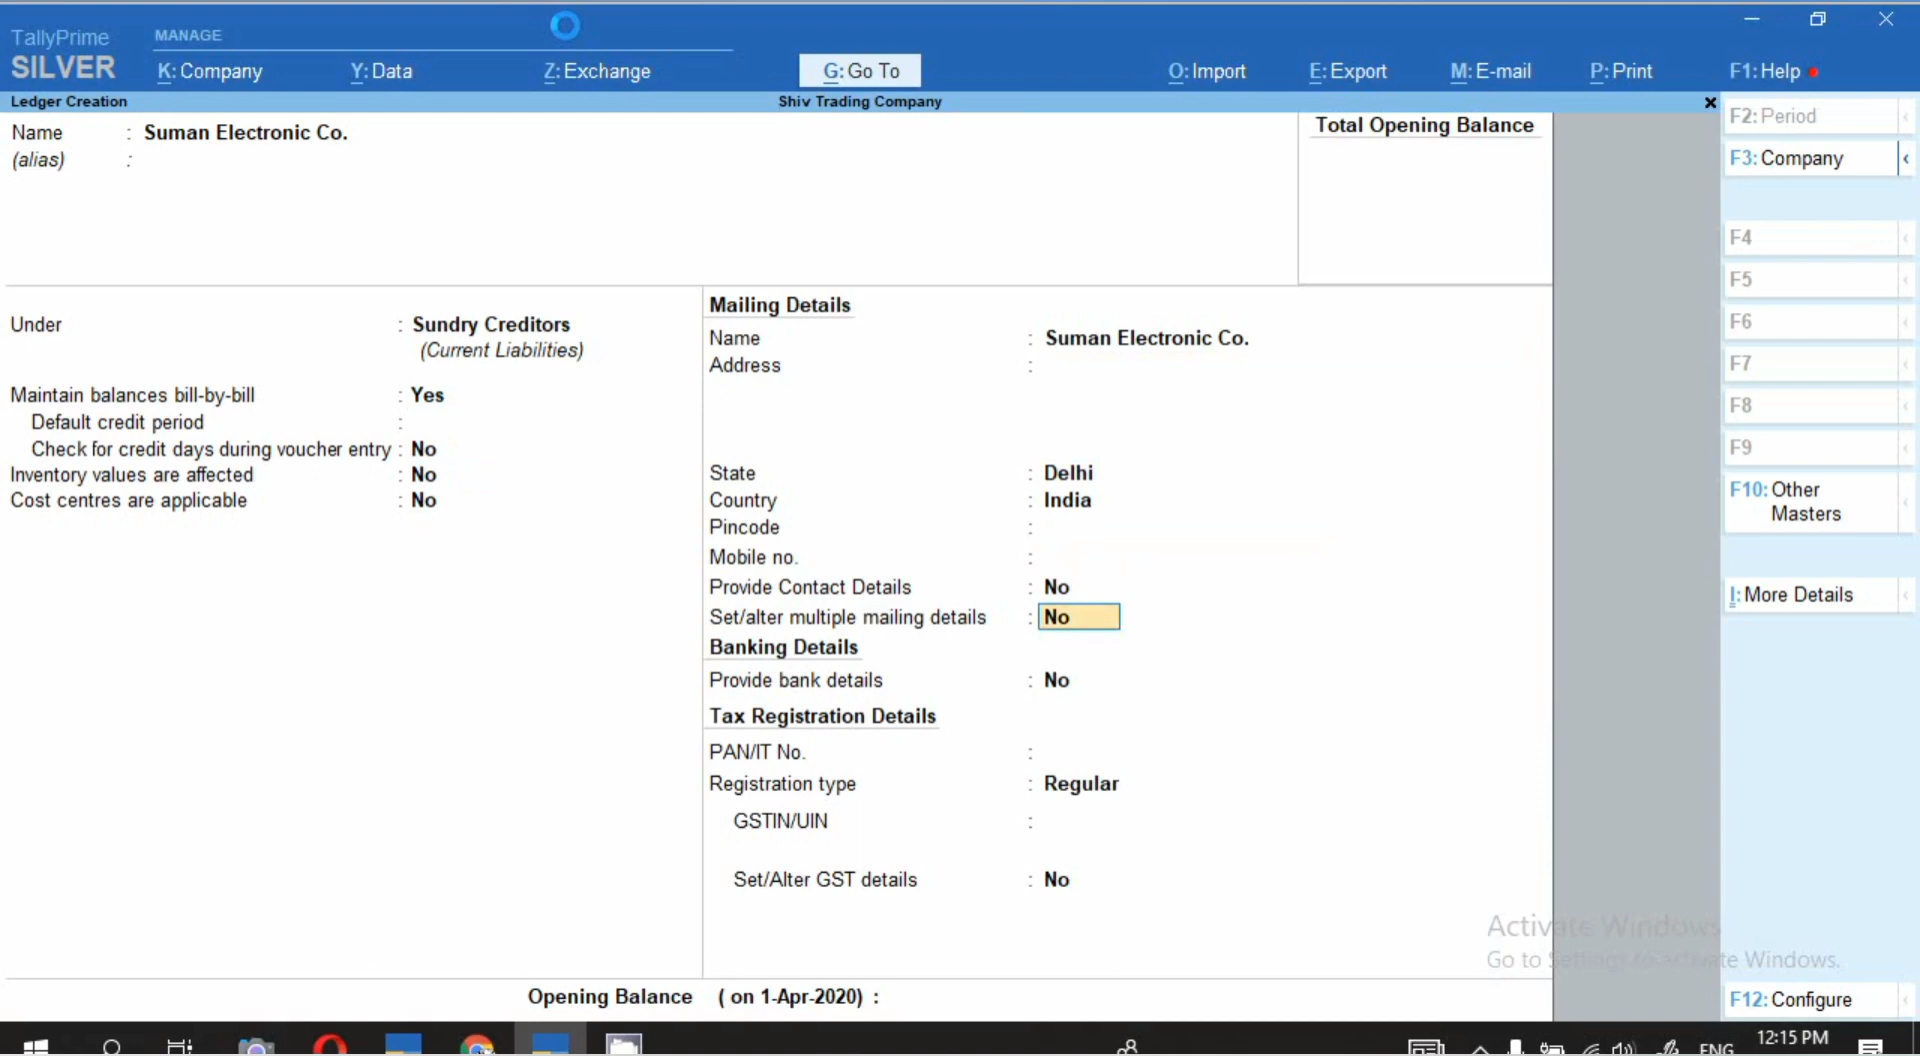 TallyPrime
SILVER
MANAGE
K: Company
Y: Data
Z: Exchange
G: Go To
O: Import
E: Export
M: E-mail
P: Print
F1: Help
Ledger Creation
Shiv Trading Company
Name : Suman Electronic Co.
(alias) :
Total Opening Balance
Under : Sundry Creditors
(Current Liabilities)
Maintain balances bill-by-bill : Yes
Default credit period :
Check for credit days during voucher entry : No
Inventory values are affected : No
Cost centres are applicable : No
Mailing Details
Name : Suman Electronic Co.
Address :
State : Delhi
Country : India
Pincode :
Mobile no. :
Provide Contact Details : No
Set/alter multiple mailing details : No
Banking Details
Provide bank details : No
Tax Registration Details
PAN/IT No. :
Registration type : Regular
GSTIN/UIN :
Set/Alter GST details : No
Opening Balance ( on 1-Apr-2020) :
F2: Period
F3: Company
F4
F5
F6
F7
F8
F9
F10: Other
Masters
I: More Details
Activate Windows
Go to Settings to activate Windows.
F12: Configure
ENG
12:15 PM